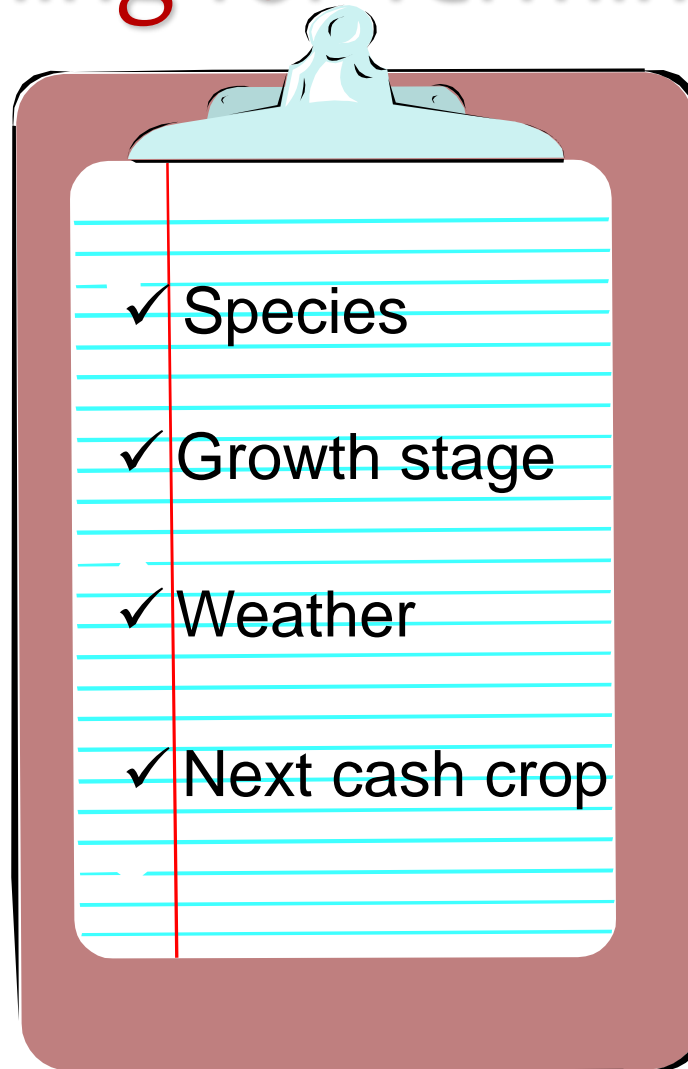 ✓ Species
✓ Growth stage
✓ Weather
✓ Next cash crop